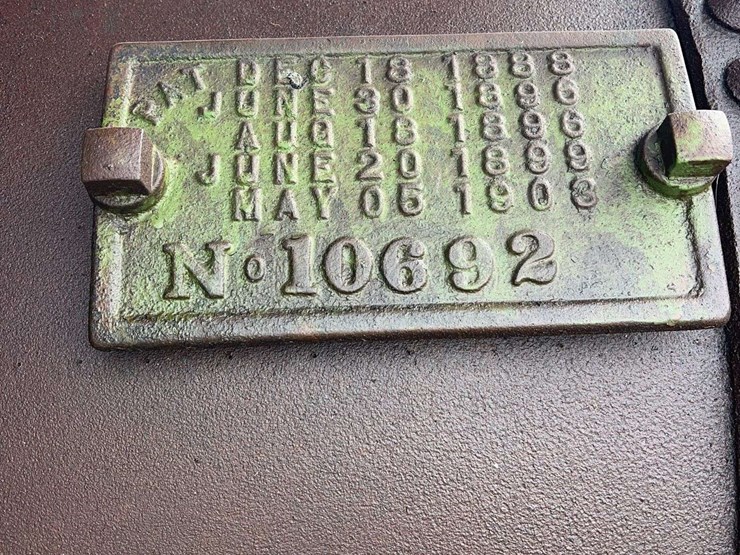 PAT DEC 18 1888
JUNE 30 1896
AUG 18 1896
JUNE 20 1899
MAY 05 1903
No 10692